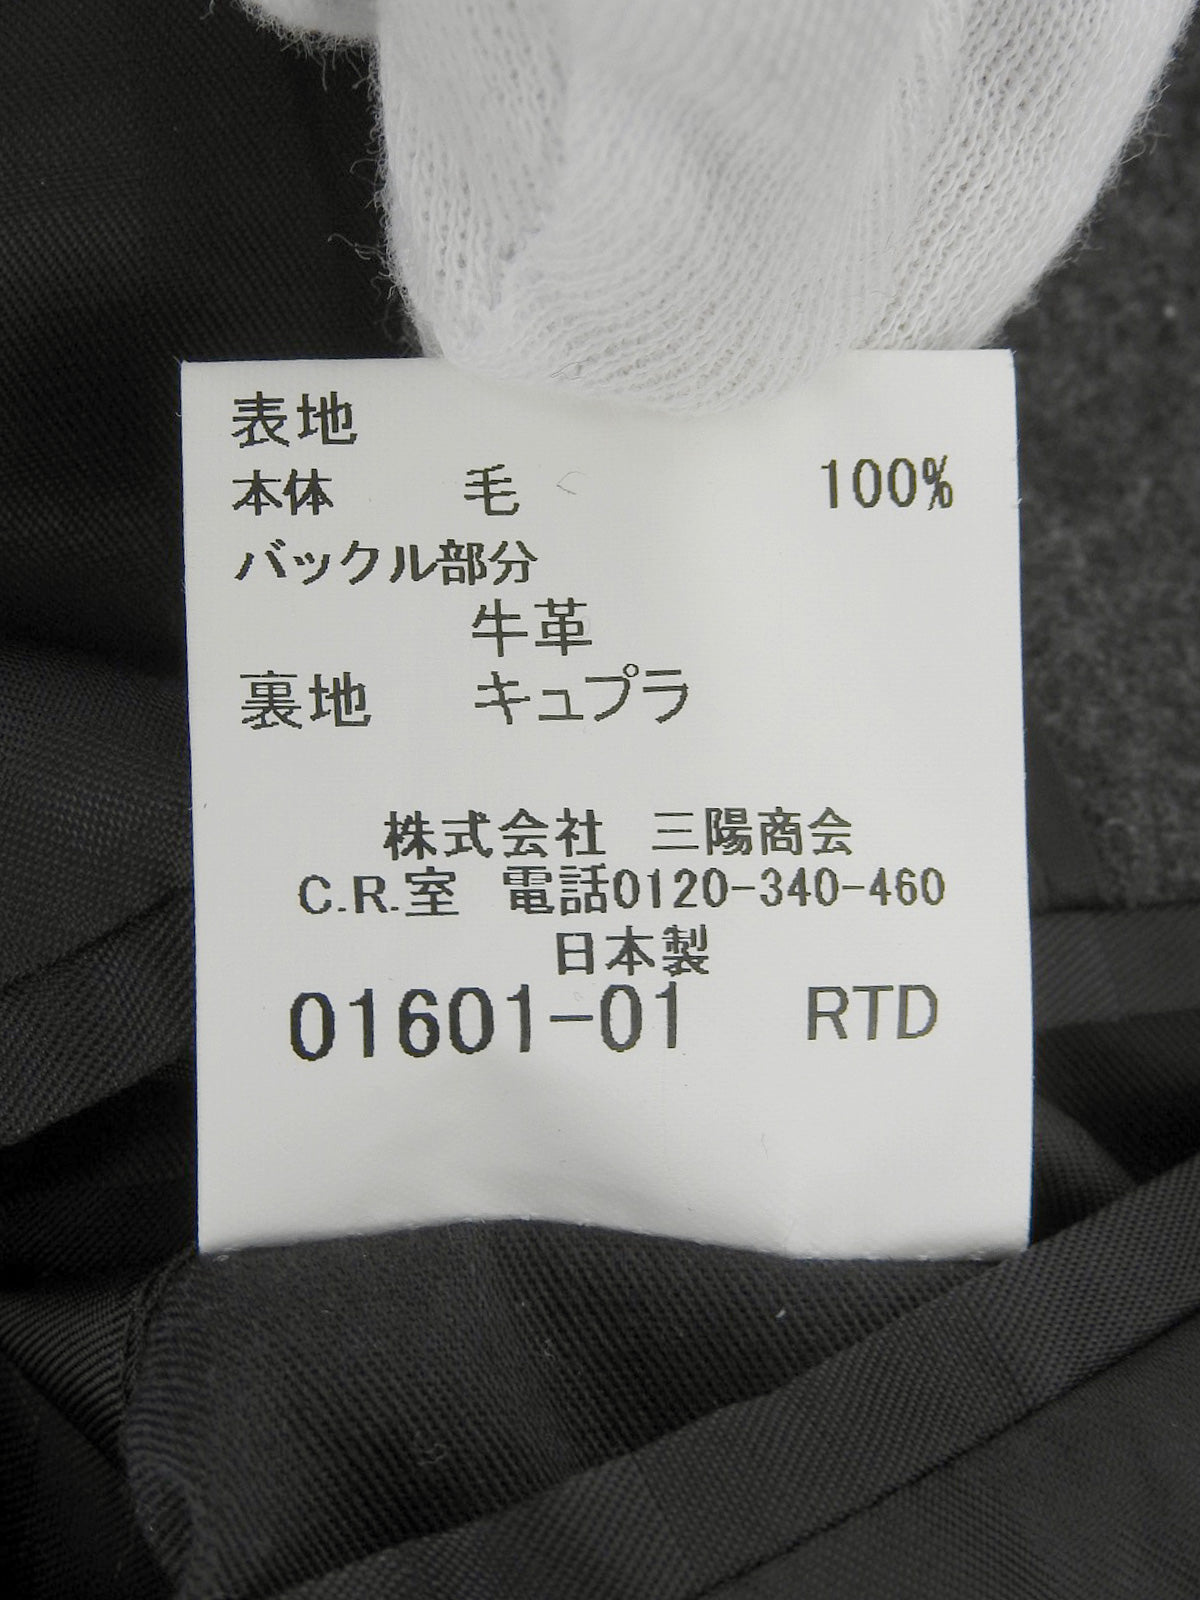 表地
本体 毛 100%
バックル部分
牛革
裏地 キュプラ
株式会社 三陽商会
C.R.室 電話0120-340-460
日本製
01601-01 RTD